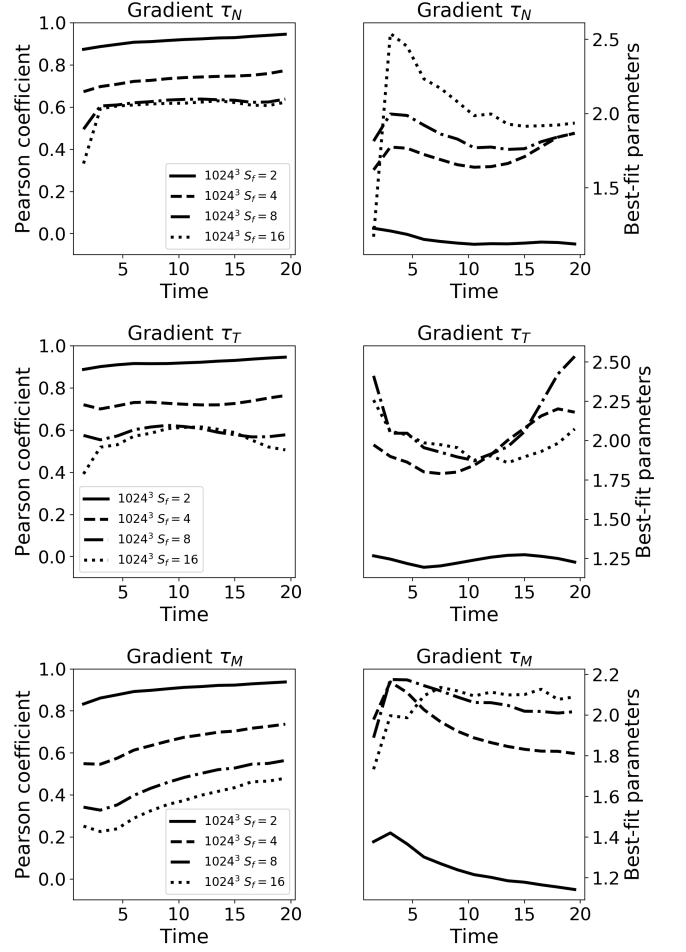 Gradient τ_N
Gradient τ_N
1.0
0.8
0.6
0.4
0.2
0.0
Pearson coefficient
1024³ S_f = 2
1024³ S_f = 4
1024³ S_f = 8
1024³ S_f = 16
5 10 15 20
Time
2.5
2.0
1.5
Best-fit parameters
5 10 15 20
Time
Gradient τ_T
Gradient τ_T
1.0
0.8
0.6
0.4
0.2
0.0
Pearson coefficient
1024³ S_f = 2
1024³ S_f = 4
1024³ S_f = 8
1024³ S_f = 16
5 10 15 20
Time
2.50
2.25
2.00
1.75
1.50
1.25
Best-fit parameters
5 10 15 20
Time
Gradient τ_M
Gradient τ_M
1.0
0.8
0.6
0.4
0.2
0.0
Pearson coefficient
1024³ S_f = 2
1024³ S_f = 4
1024³ S_f = 8
1024³ S_f = 16
5 10 15 20
Time
2.2
2.0
1.8
1.6
1.4
1.2
Best-fit parameters
5 10 15 20
Time